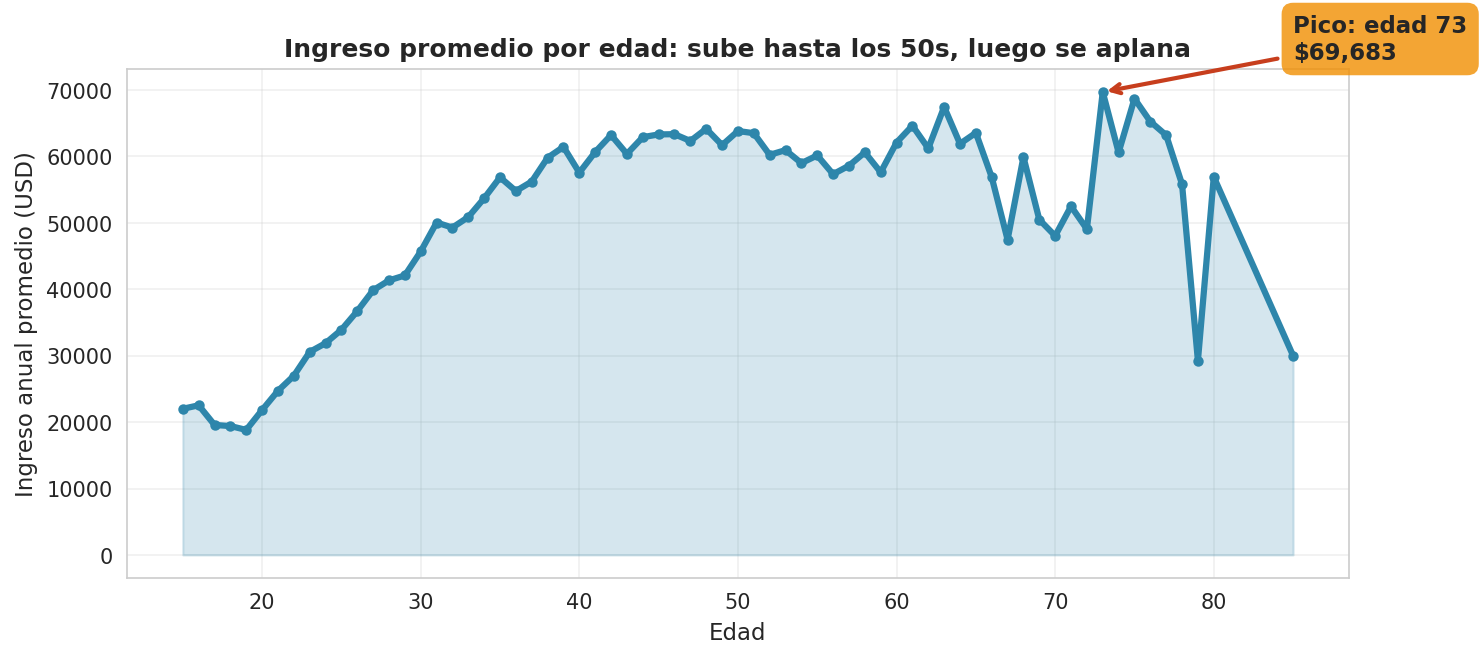 Pico: edad 73
$69,683
Ingreso promedio por edad: sube hasta los 50s, luego se aplana
Ingreso anual promedio (USD)
70000
60000
50000
40000
30000
20000
10000
0
20 30 40 50 60 70 80
Edad